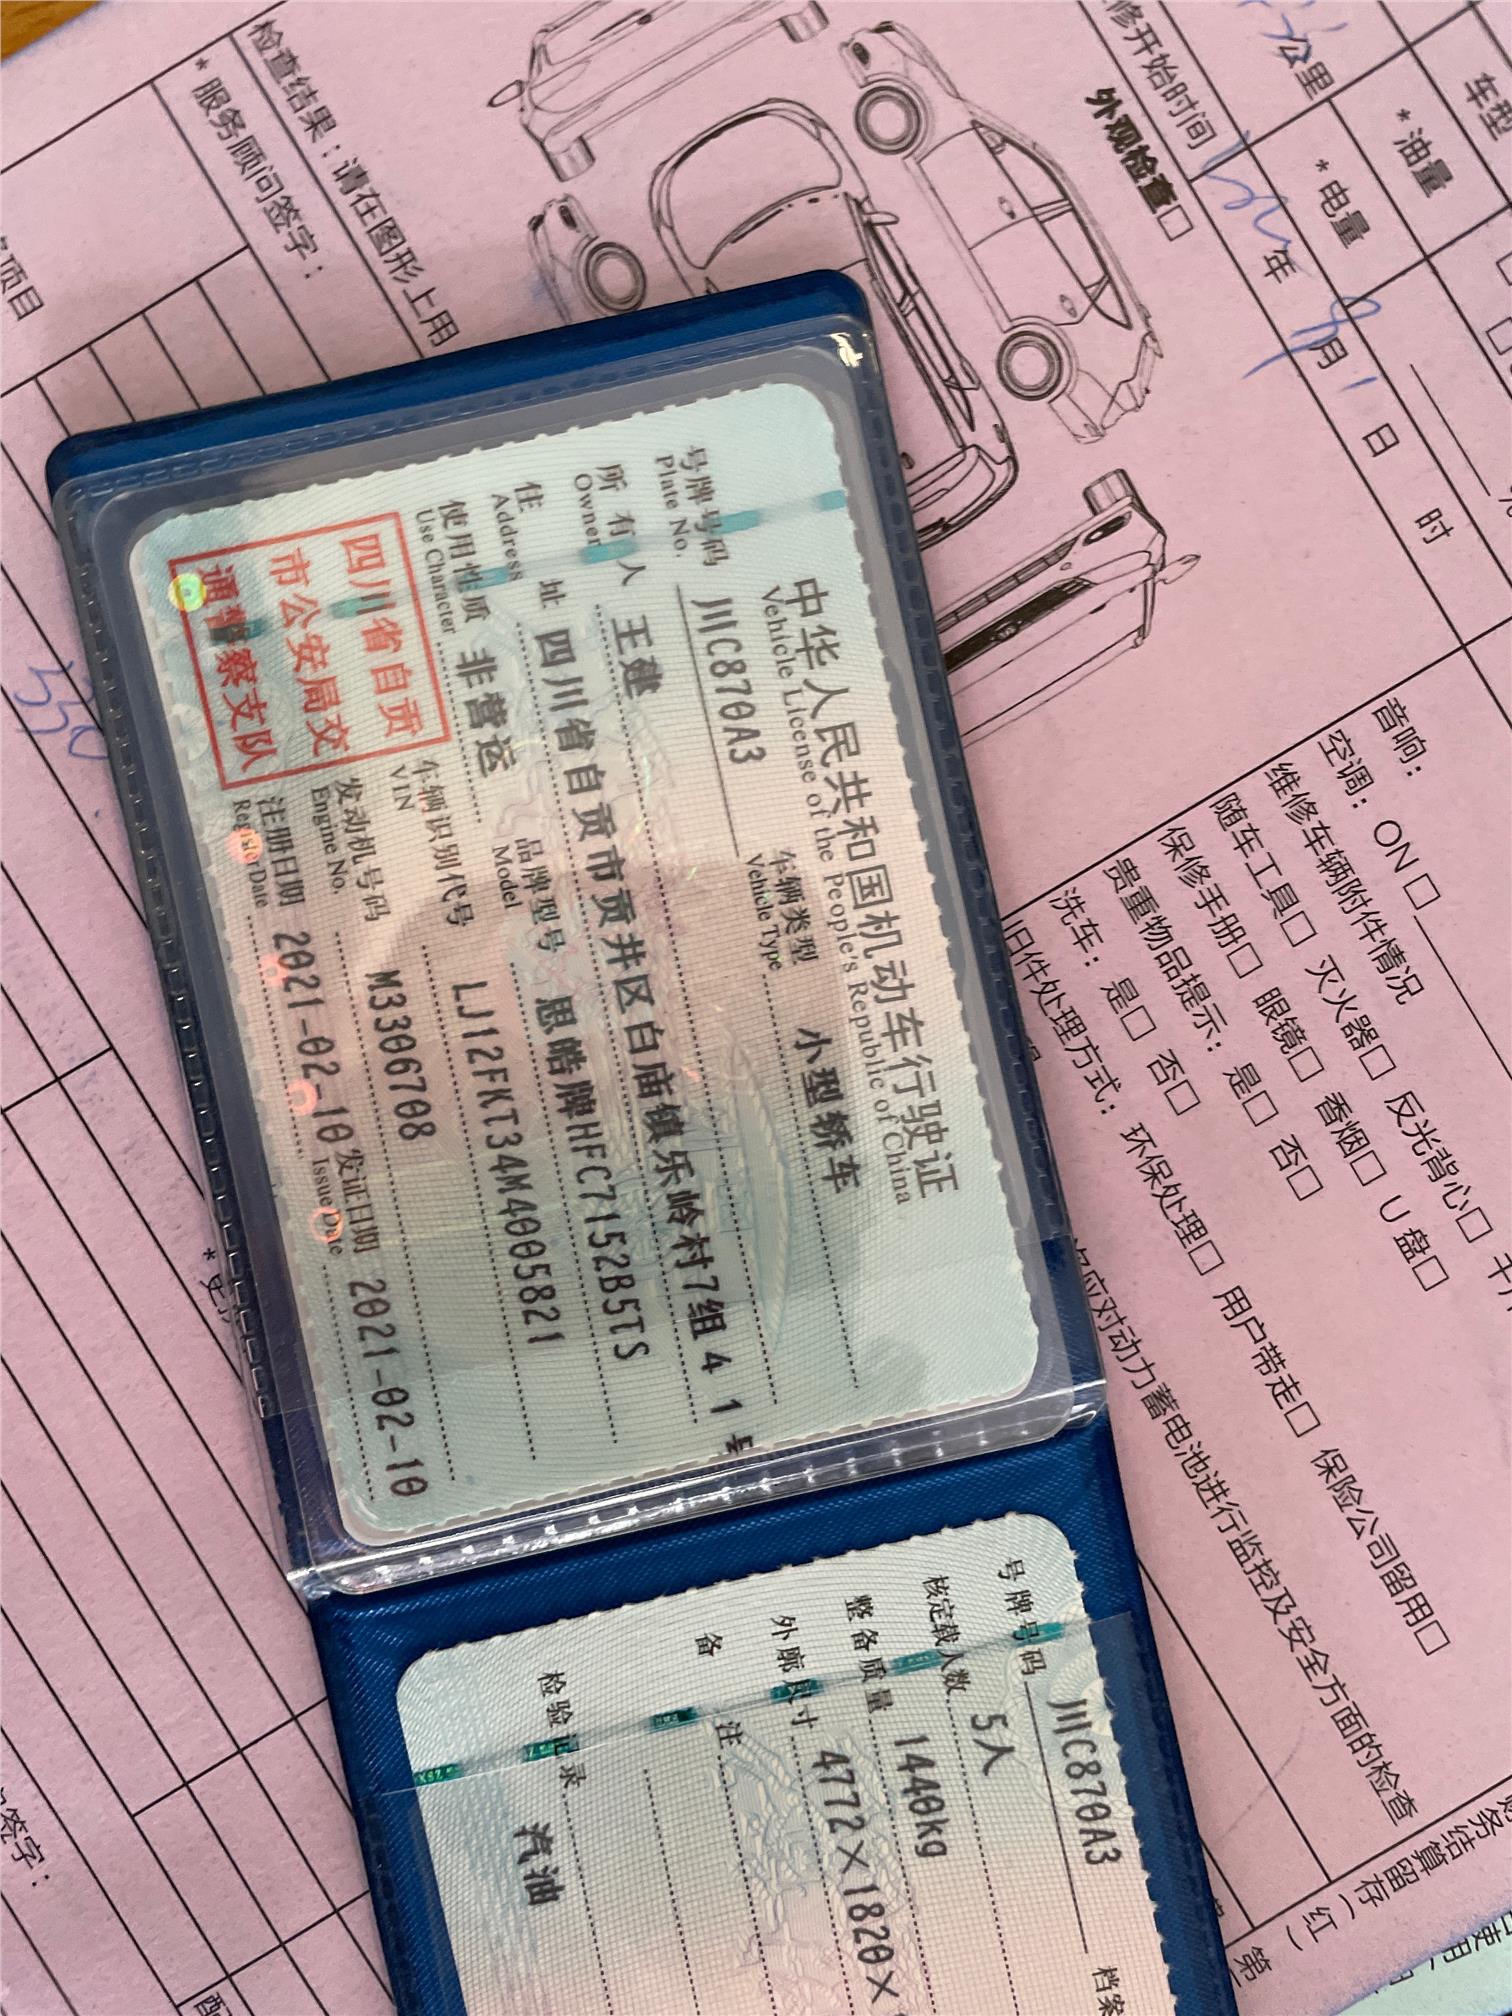 中华人民共和国机动车行驶证
Vehicle License of the People's Republic of China
号牌号码 川C870A3 车辆类型 小型轿车
Plate No. Vehicle Type
所有人 王建
Owner
住址 四川省自贡市贡井区白庙镇乐岭村7组41号
Address
使用性质 非营运 品牌型号 思皓牌HFC7152B5TS
Use Character Model
车辆识别代号 LJ12FKT34M4005821
VIN
发动机号码 M3306708
Engine No.
注册日期 2021-02-10 发证日期 2021-02-10
Register Date Issue Date
四川省自贡
市公安局交
通警察支队
号牌号码 川C870A3 档案
核定载人数 5人
整备质量 1440kg
外廓尺寸 4772×1820×
备注
检验记录 汽油
车型
*油量
*电量
公里
修开始时间 年 9月1日 时
外观检查□
检查结果:请在图形上用
*服务顾问签字:
项目
音响:
空调:ON□
维修车辆附件情况
随车工具□ 灭火器□ 反光背心□
保修手册□ 眼镜□ 香烟□ U盘□
贵重物品提示:是□ 否□
洗车:是□ 否□
旧件处理方式:环保处理□ 用户带走□ 保险公司留用□
应对动力蓄电池进行监控及安全方面的检查
务结算留存(红)
第一
签字:
330